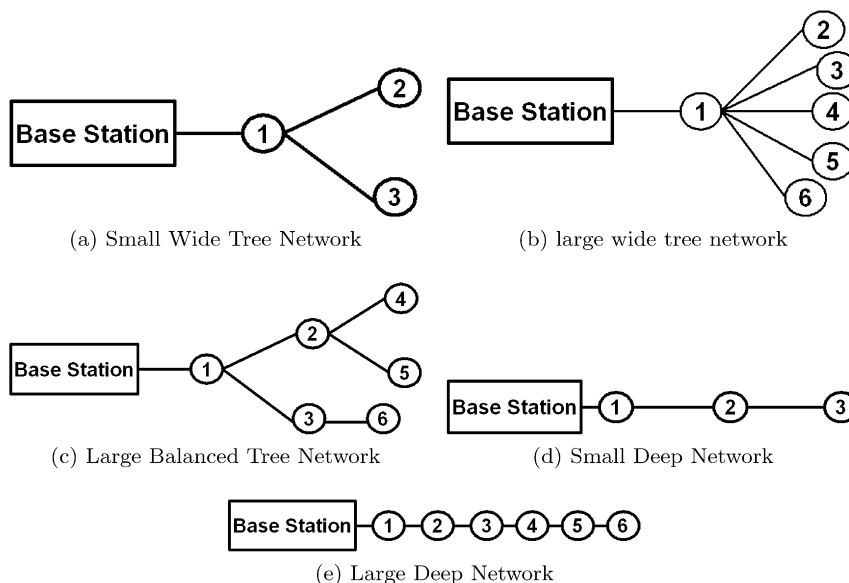 Base Station 1 2 3
(a) Small Wide Tree Network
Base Station 1 2 3 4 5 6
(b) large wide tree network
Base Station 1 2 3 4 5 6
(c) Large Balanced Tree Network
Base Station 1 2 3
(d) Small Deep Network
Base Station 1 2 3 4 5 6
(e) Large Deep Network